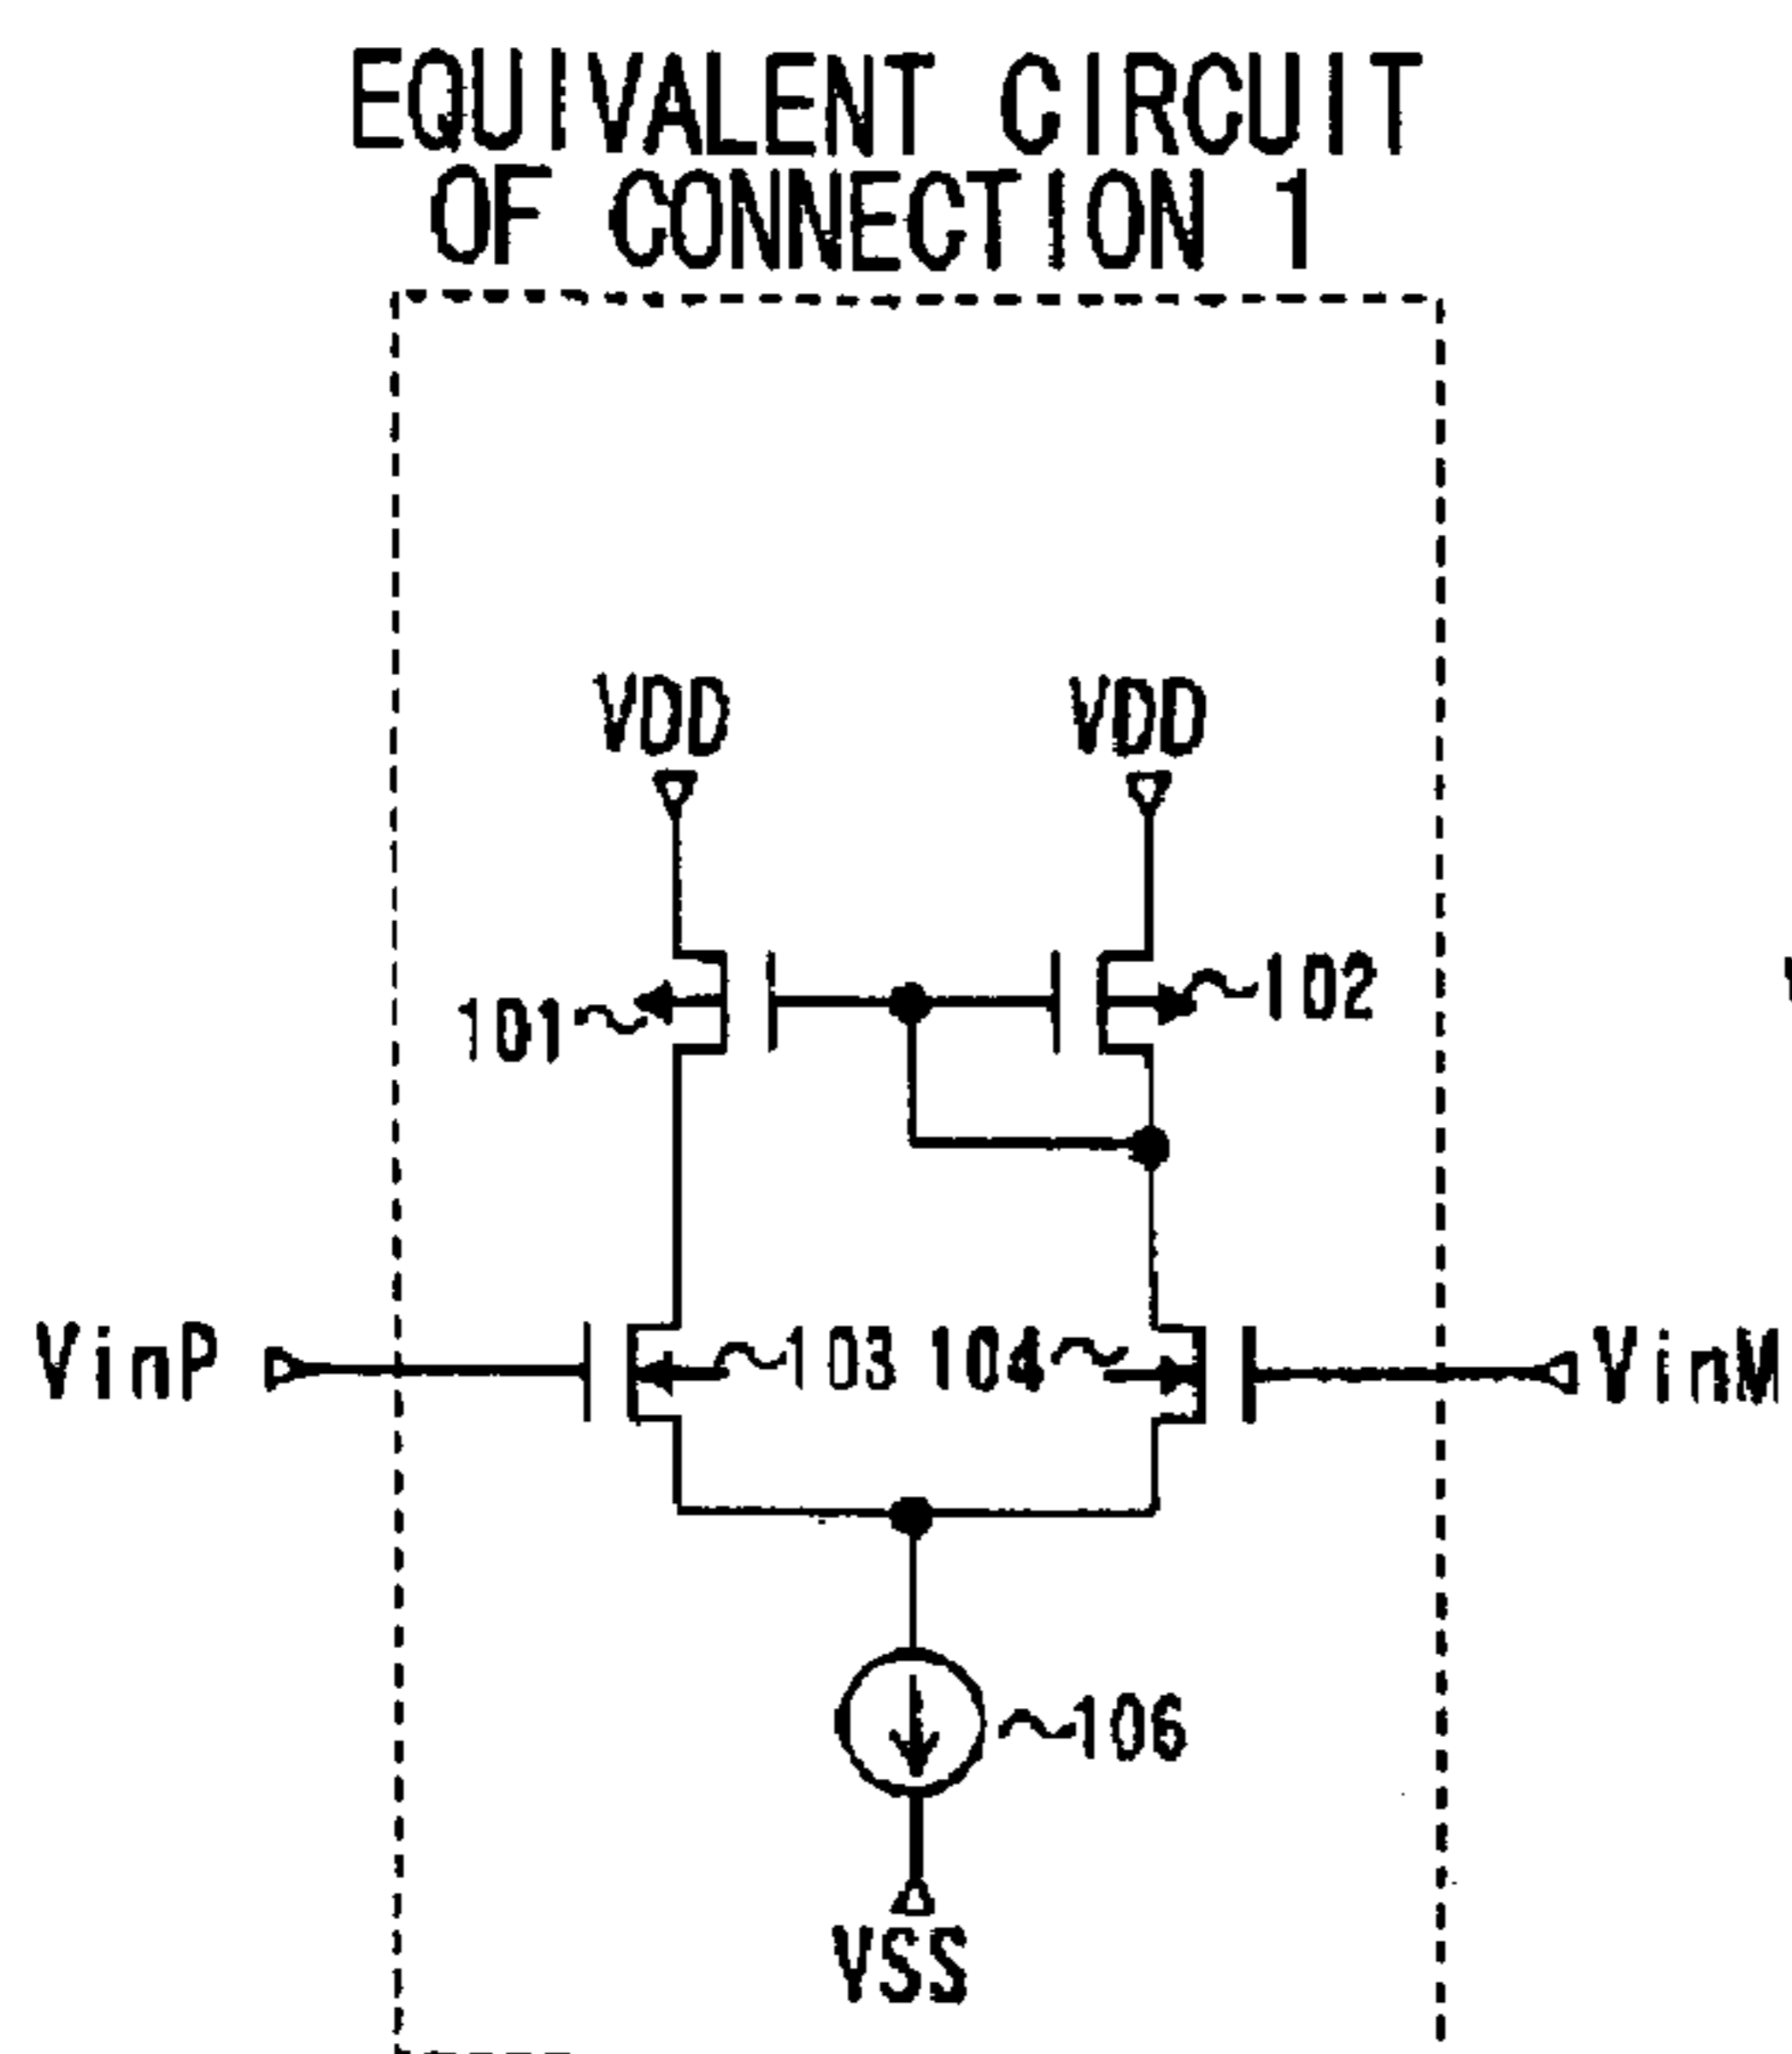 EQUIVALENT CIRCUIT
OF CONNECTION 1
VDD VDD
101 102
VinP 103 104 VinM
106
VSS